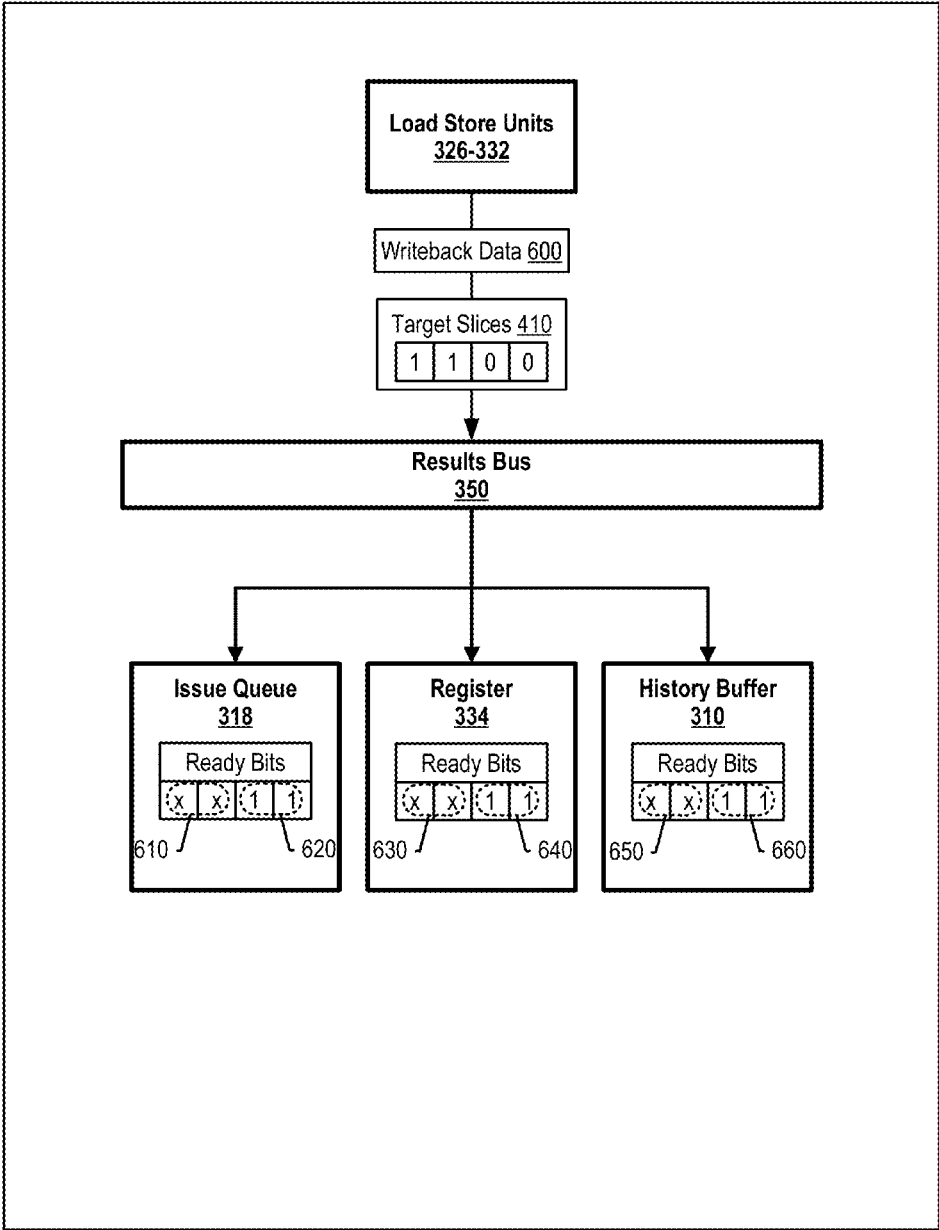 Load Store Units
326-332
Writeback Data 600
Target Slices 410
1 1 0 0
Results Bus
350
Issue Queue
318
Ready Bits
x x 1 1
610 620
Register
334
Ready Bits
x x 1 1
630 640
History Buffer
310
Ready Bits
x x 1 1
650 660